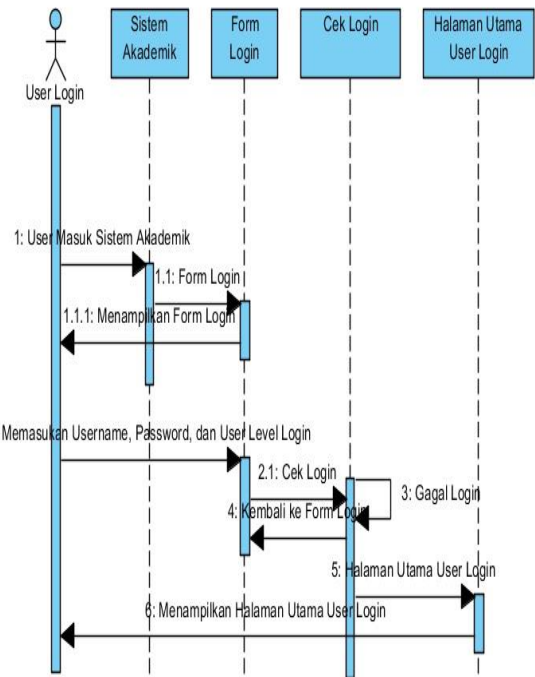 Sistem
Akademik
Form
Login
Cek Login
Halaman Utama
User Login
User Login
1: User Masuk Sistem Akademik
1.1: Form Login
1.1.1: Menampilkan Form Login
Memasukan Username, Password, dan User Level Login
2.1: Cek Login
3: Gagal Login
4: Kembali ke Form Login
5: Halaman Utama User Login
6: Menampilkan Halaman Utama User Login